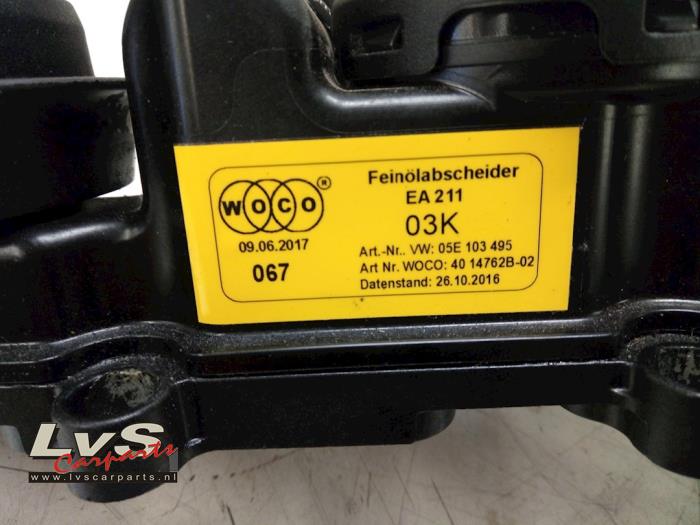 WOCO®
09.06.2017
067
Feinölabscheider
EA 211
03K
Art.-Nr.. VW: 05E 103 495
Art Nr. WOCO: 40 14762B-02
Datenstand: 26.10.2016
LvS
Carparts
www.lvscarparts.nl